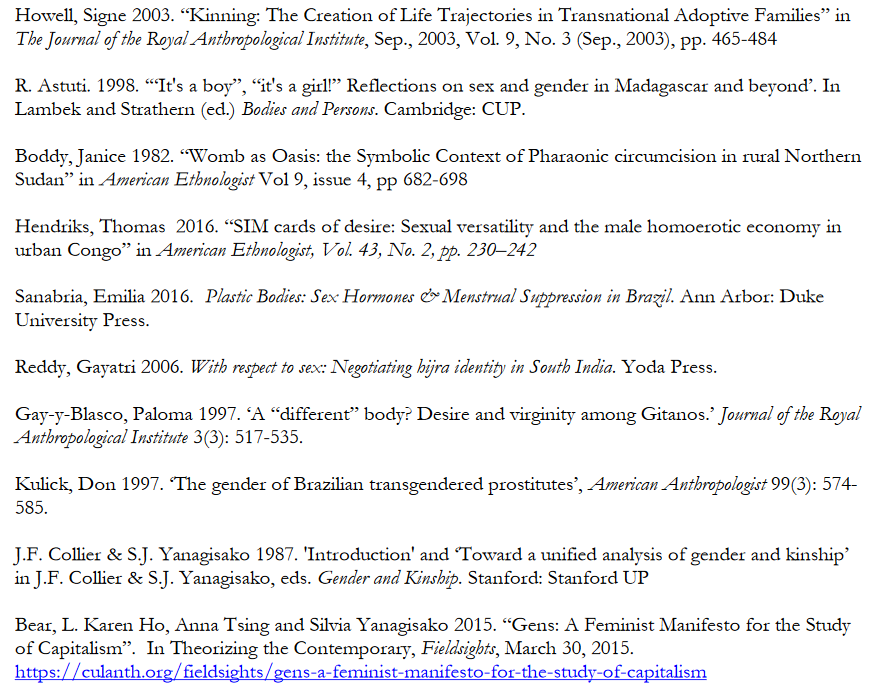 Howell, Signe 2003. “Kinning: The Creation of Life Trajectories in Transnational Adoptive Families” in
The Journal of the Royal Anthropological Institute, Sep., 2003, Vol. 9, No. 3 (Sep., 2003), pp. 465-484
R. Astuti. 1998. “‘It's a boy”, “it's a girl!” Reflections on sex and gender in Madagascar and beyond’. In
Lambek and Strathern (ed.) Bodies and Persons. Cambridge: CUP.
Boddy, Janice 1982. “Womb as Oasis: the Symbolic Context of Pharaonic circumcision in rural Northern
Sudan” in American Ethnologist Vol 9, issue 4, pp 682-698
Hendriks, Thomas  2016. “SIM cards of desire: Sexual versatility and the male homoerotic economy in
urban Congo” in American Ethnologist, Vol. 43, No. 2, pp. 230–242
Sanabria, Emilia 2016.  Plastic Bodies: Sex Hormones & Menstrual Suppression in Brazil. Ann Arbor: Duke
University Press.
Reddy, Gayatri 2006. With respect to sex: Negotiating hijra identity in South India. Yoda Press.
Gay-y-Blasco, Paloma 1997. ‘A “different” body? Desire and virginity among Gitanos.’ Journal of the Royal
Anthropological Institute 3(3): 517-535.
Kulick, Don 1997. ‘The gender of Brazilian transgendered prostitutes’, American Anthropologist 99(3): 574-
585.
J.F. Collier & S.J. Yanagisako 1987. 'Introduction' and ‘Toward a unified analysis of gender and kinship’
in J.F. Collier & S.J. Yanagisako, eds. Gender and Kinship. Stanford: Stanford UP
Bear, L. Karen Ho, Anna Tsing and Silvia Yanagisako 2015. “Gens: A Feminist Manifesto for the Study
of Capitalism”.  In Theorizing the Contemporary, Fieldsights, March 30, 2015.
https://culanth.org/fieldsights/gens-a-feminist-manifesto-for-the-study-of-capitalism